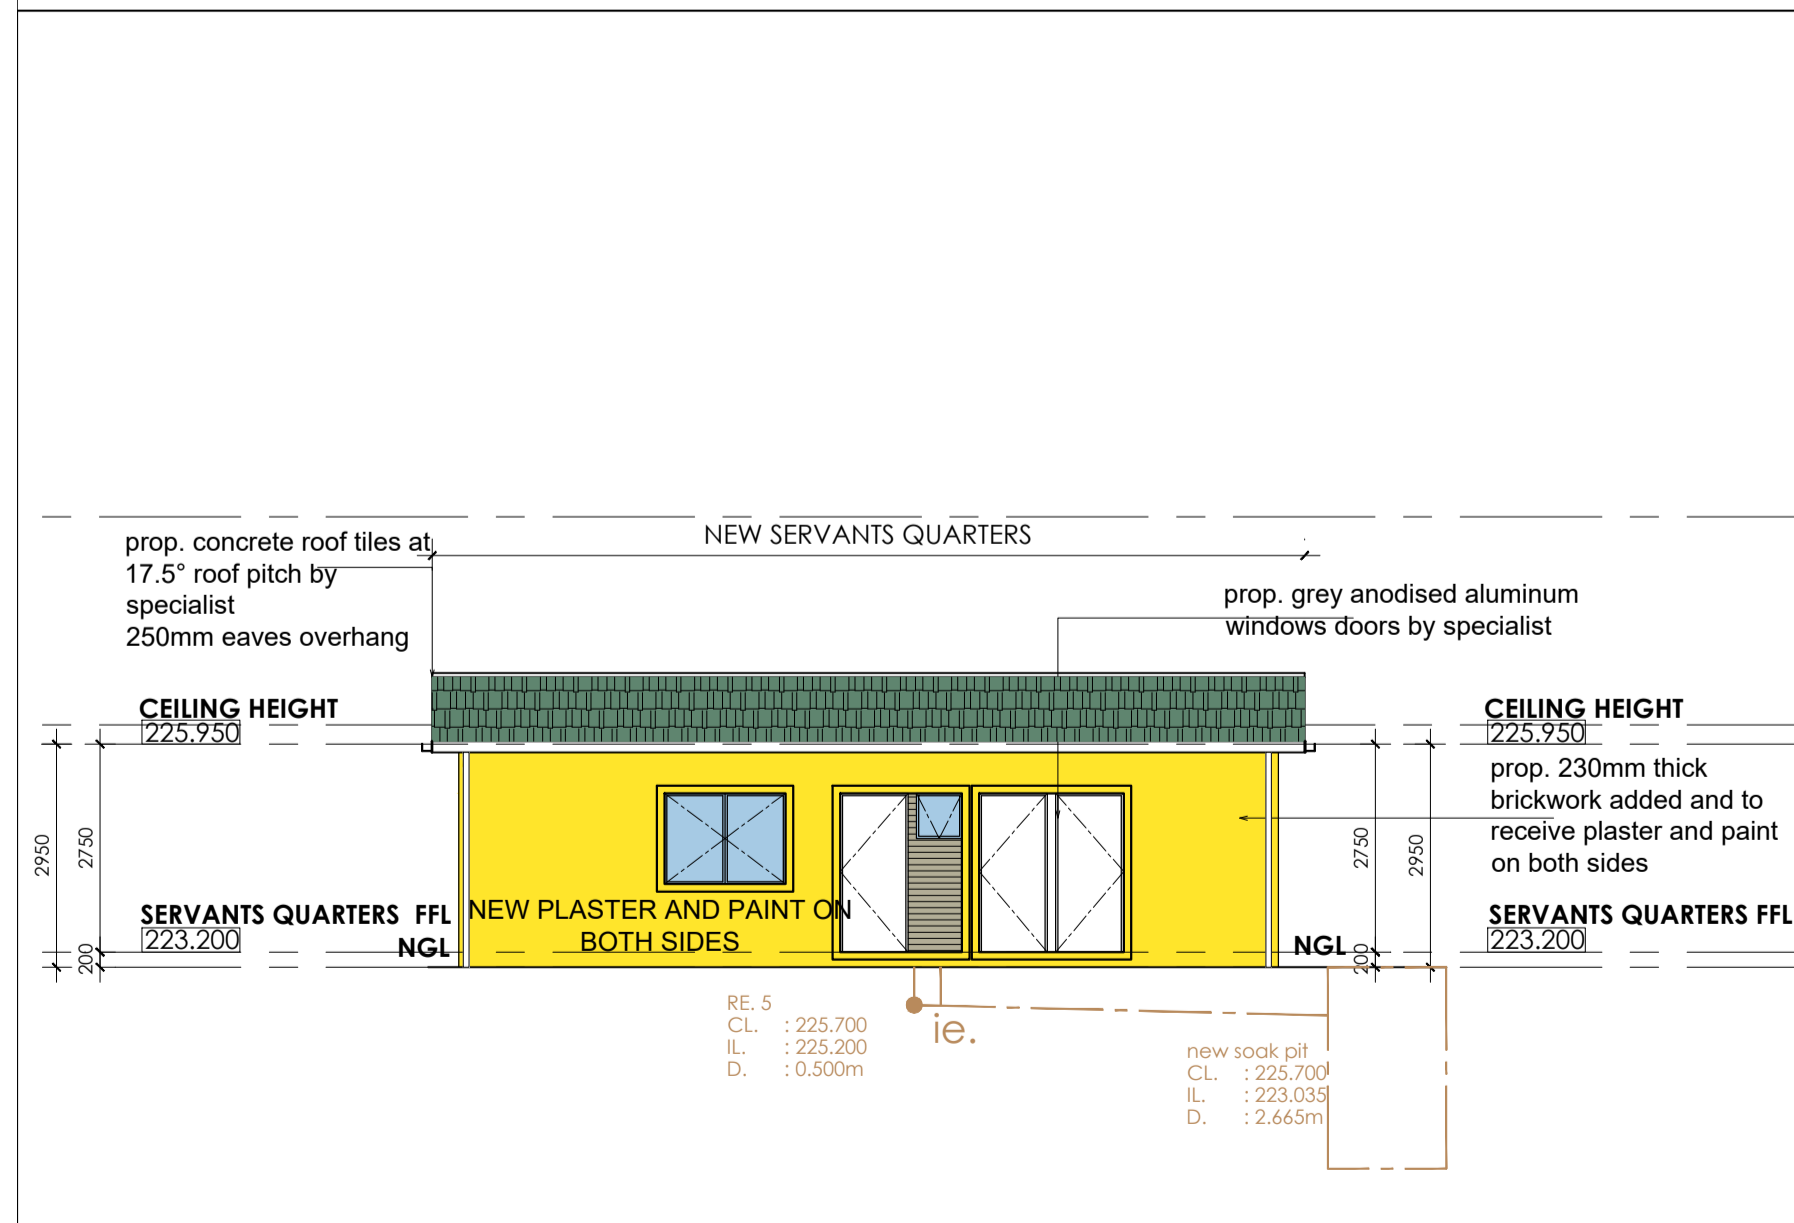 NEW SERVANTS QUARTERS
prop. concrete roof tiles at
17.5° roof pitch by
specialist
250mm eaves overhang
prop. grey anodised aluminum
windows doors by specialist
CEILING HEIGHT
225.950
CEILING HEIGHT
225.950
prop. 230mm thick
brickwork added and to
receive plaster and paint
on both sides
2950
2750
200
2750
2950
200
SERVANTS QUARTERS FFL
223.200
NGL
NEW PLASTER AND PAINT ON
BOTH SIDES
NGL
SERVANTS QUARTERS FFL
223.200
RE. 5
CL. : 225.700
IL. : 225.200
D. : 0.500m
ie.
new soak pit
CL. : 225.700
IL. : 223.035
D. : 2.665m